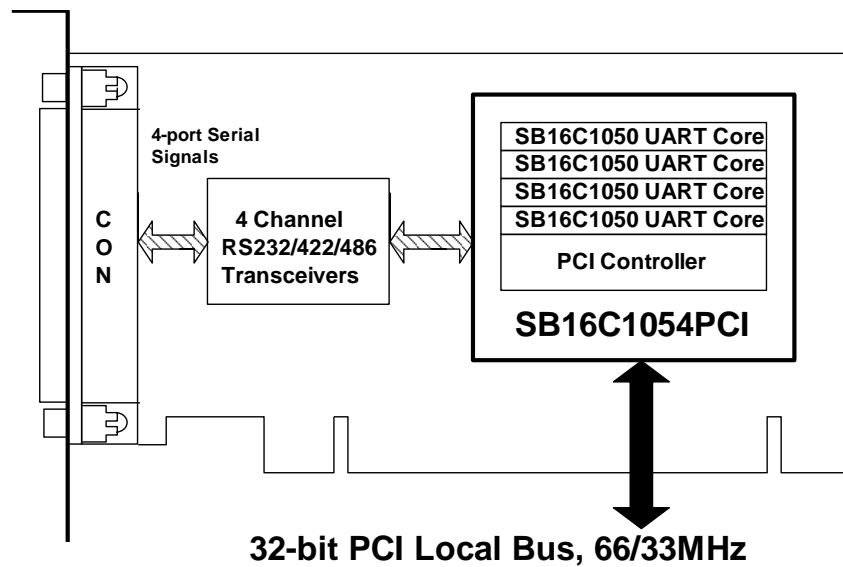 4-port Serial
Signals
C
O
N
4 Channel
RS232/422/486
Transceivers
SB16C1050 UART Core
SB16C1050 UART Core
SB16C1050 UART Core
SB16C1050 UART Core
PCI Controller
SB16C1054PCI
32-bit PCI Local Bus, 66/33MHz